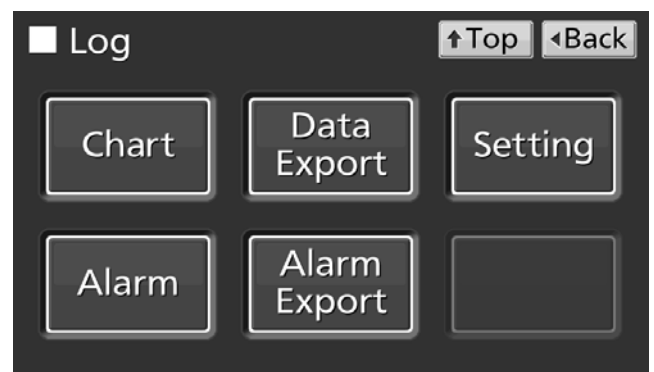 Log
Top
Back
Chart
Data
Export
Setting
Alarm
Alarm
Export